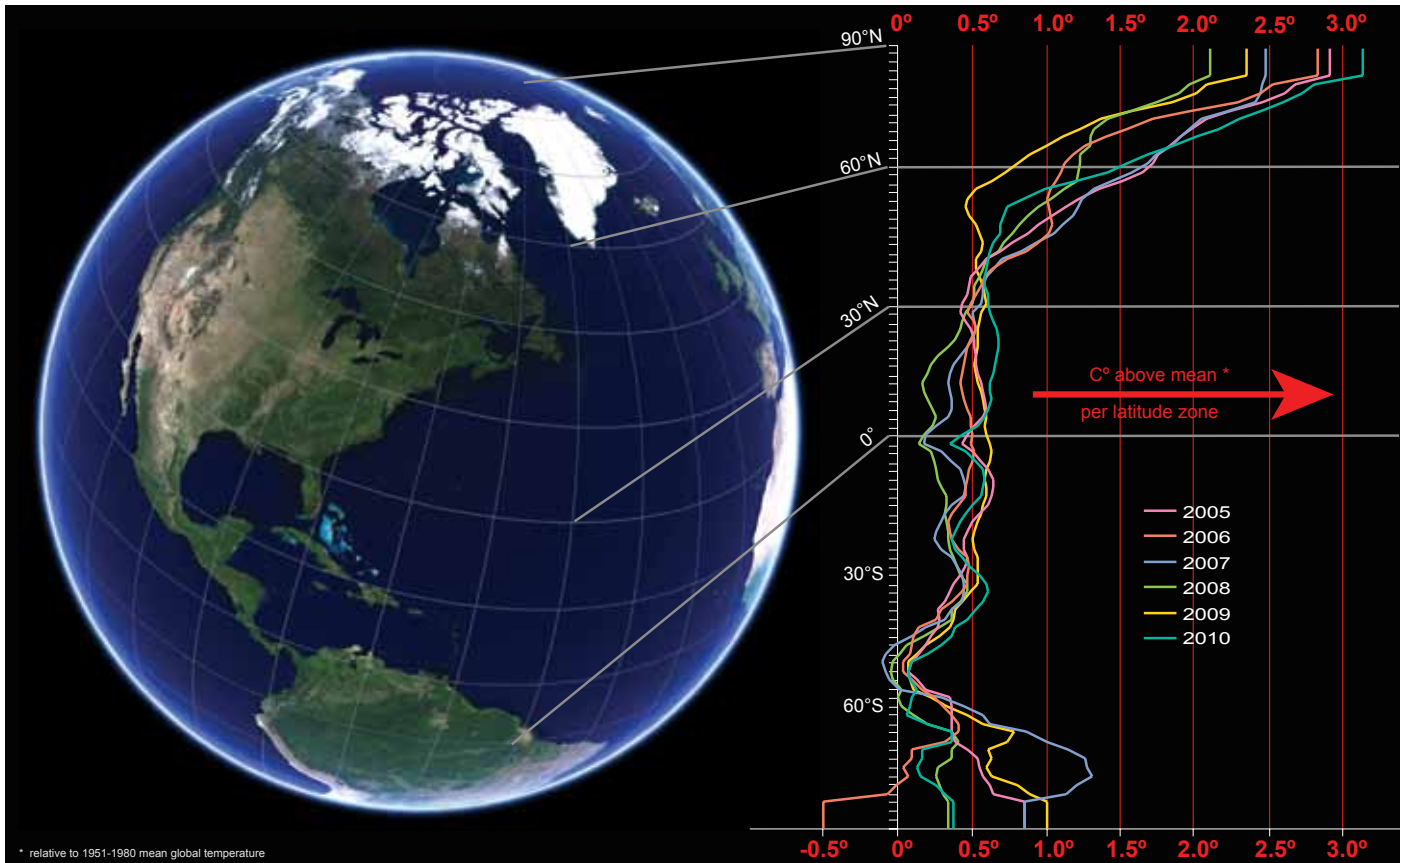 0º 0.5º 1.0º 1.5º 2.0º 2.5º 3.0º
90°N
60°N
30°N
Cº above mean *
per latitude zone
0°
2005
2006
2007
2008
2009
2010
30°S
60°S
-0.5º 0º 0.5º 1.0º 1.5º 2.0º 2.5º 3.0º
* relative to 1951-1980 mean global temperature